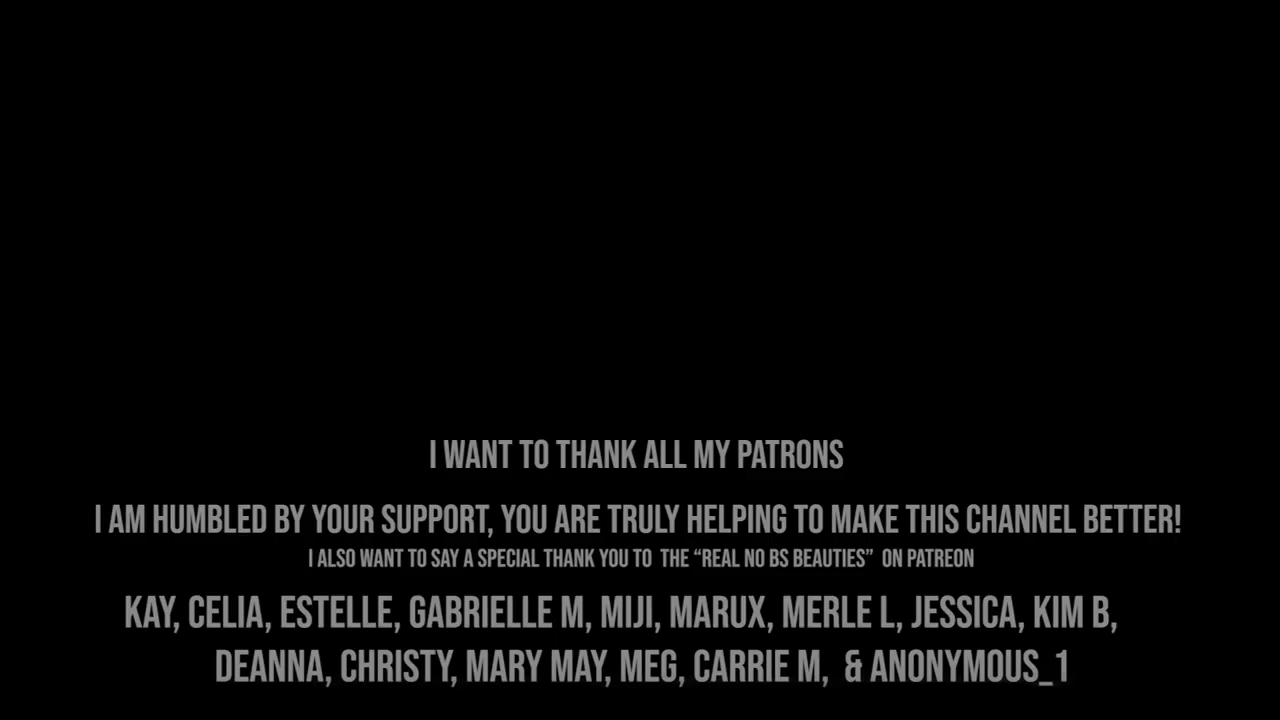 I WANT TO THANK ALL MY PATRONS
I AM HUMBLED BY YOUR SUPPORT, YOU ARE TRULY HELPING TO MAKE THIS CHANNEL BETTER!
I ALSO WANT TO SAY A SPECIAL THANK YOU TO THE “REAL NO BS BEAUTIES” ON PATREON
KAY, CELIA, ESTELLE, GABRIELLE M, MIJI, MARUX, MERLE L, JESSICA, KIM B,
DEANNA, CHRISTY, MARY MAY, MEG, CARRIE M, & ANONYMOUS_1